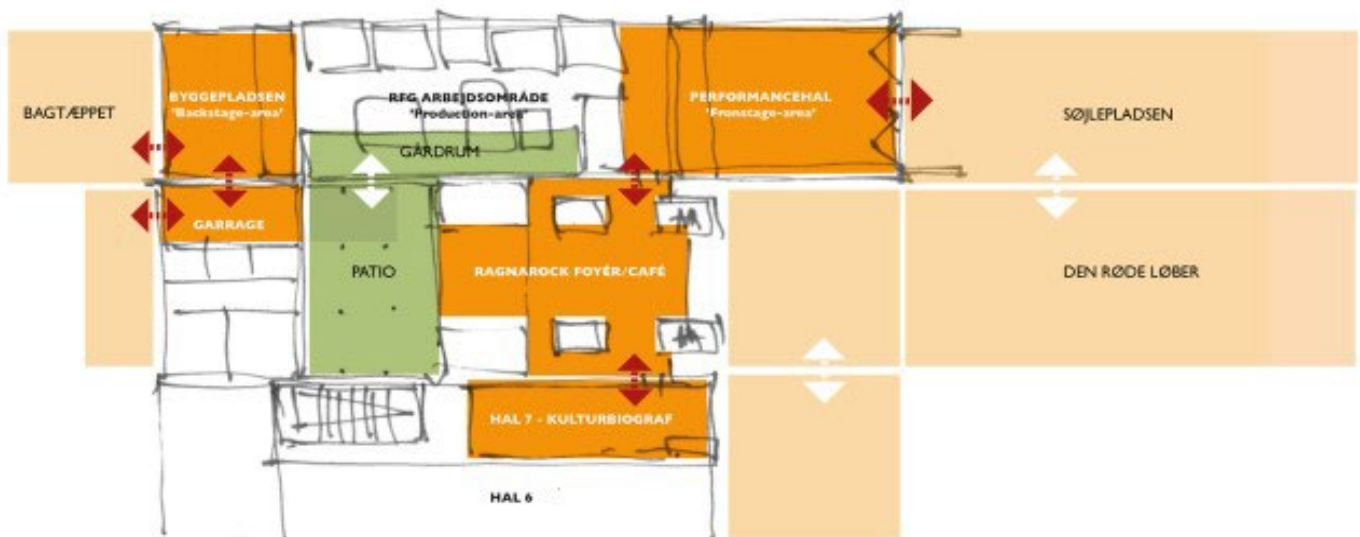 BYGGEPLADSEN
"Backstage-area"
RFG ARBEJDSOMRÅDE
"Production-area"
PERFORMANCEHAL
"Fronstage-area"
BAGTÆPPET
SØJLEPLADSEN
GÅRDRUM
GARRAGE
PATIO
RAGNAROCK FOYÉR/CAFÉ
DEN RØDE LØBER
HAL 7 - KULTURBIOGRAF
HAL 6